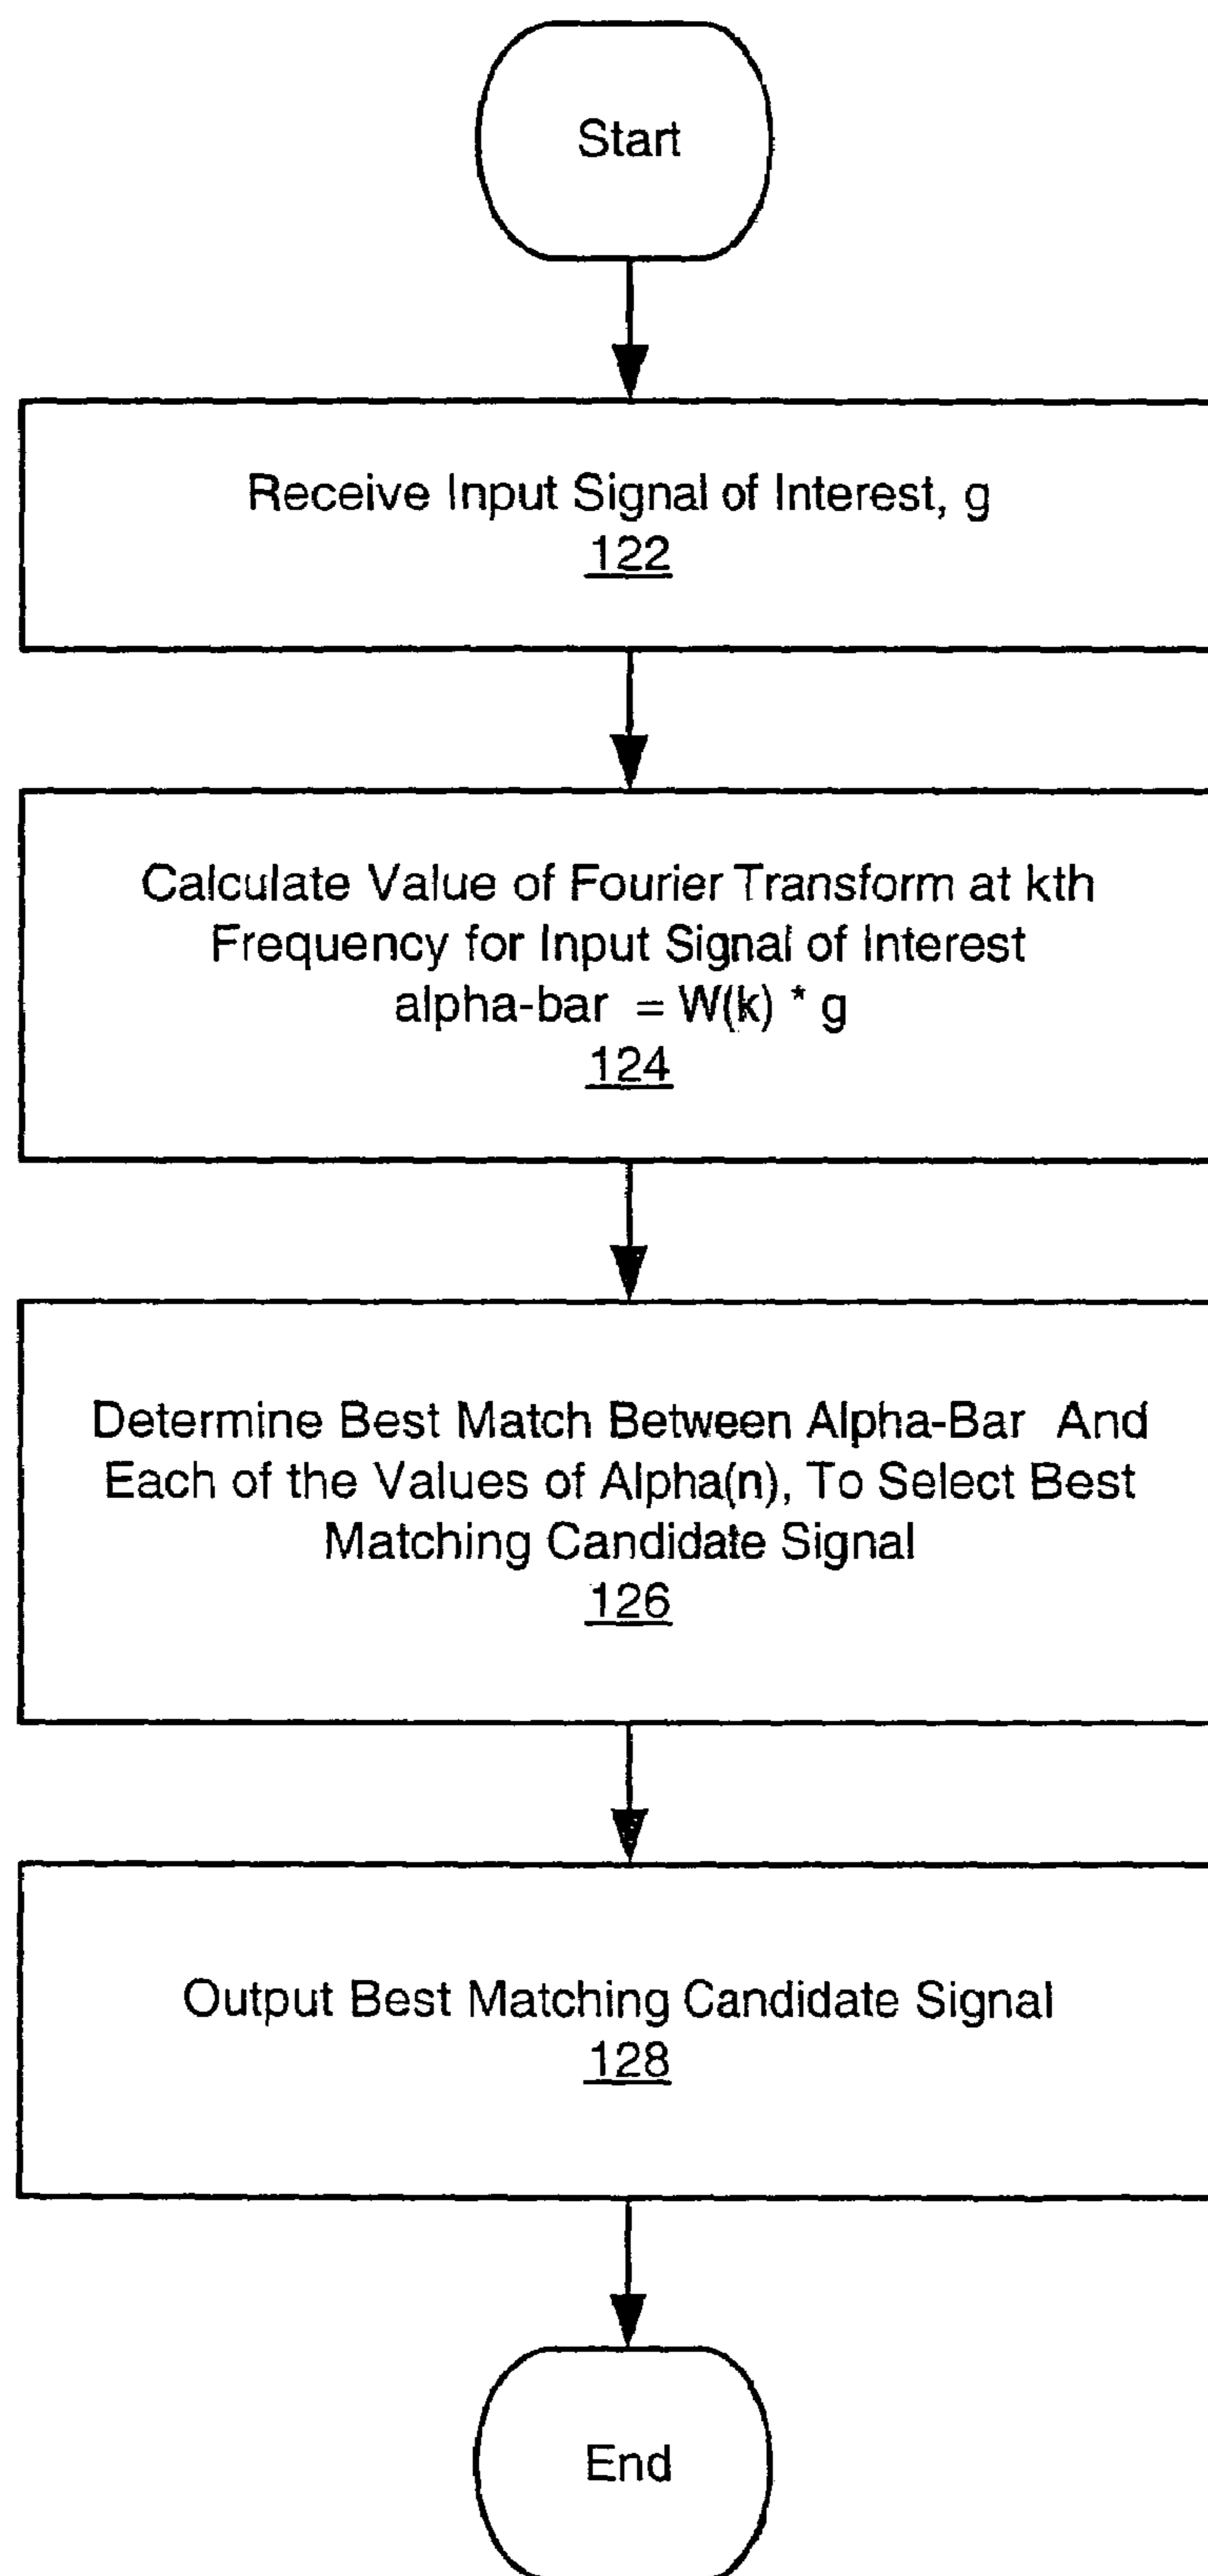 Start
Receive Input Signal of Interest, g
122
Calculate Value of Fourier Transform at kth
Frequency for Input Signal of Interest
alpha-bar = W(k) * g
124
Determine Best Match Between Alpha-Bar And
Each of the Values of Alpha(n), To Select Best
Matching Candidate Signal
126
Output Best Matching Candidate Signal
128
End